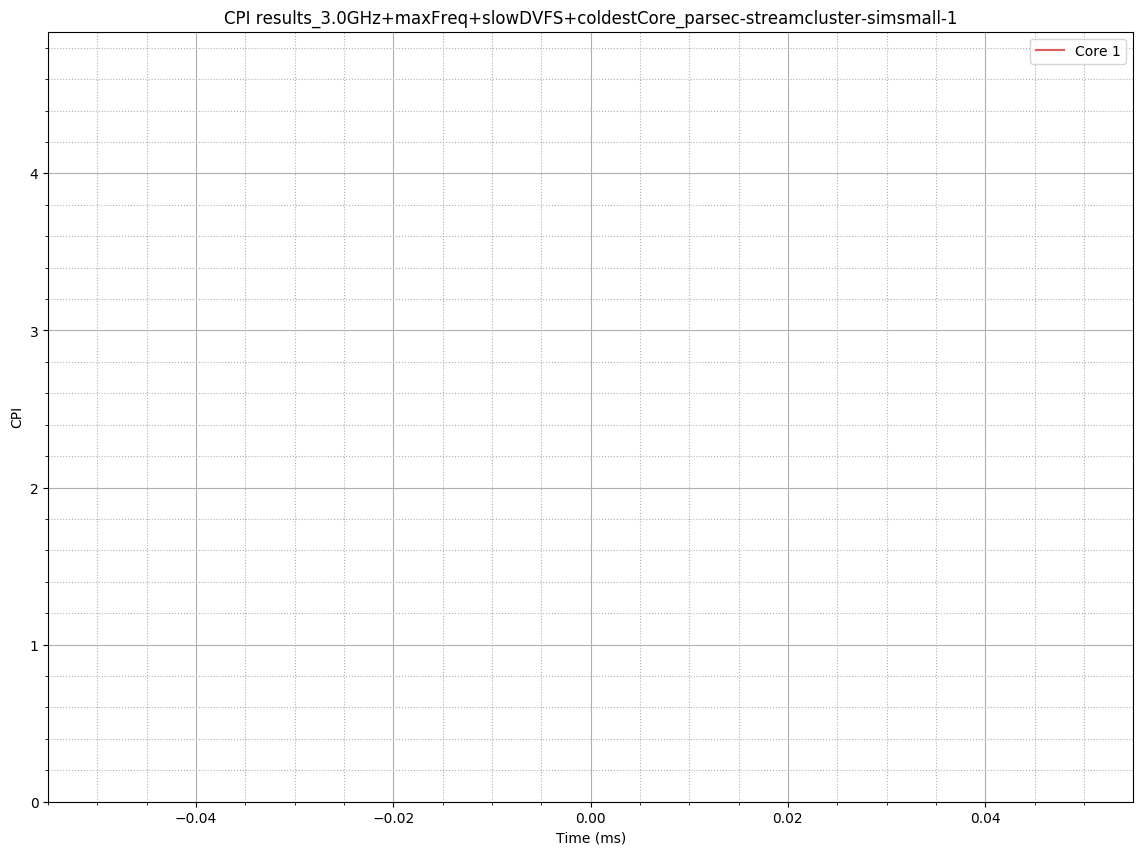 CPI results_3.0GHz+maxFreq+slowDVFS+coldestCore_parsec-streamcluster-simsmall-1
Core 1
4
3
2
1
0
CPI
−0.04
−0.02
0.00
0.02
0.04
Time (ms)